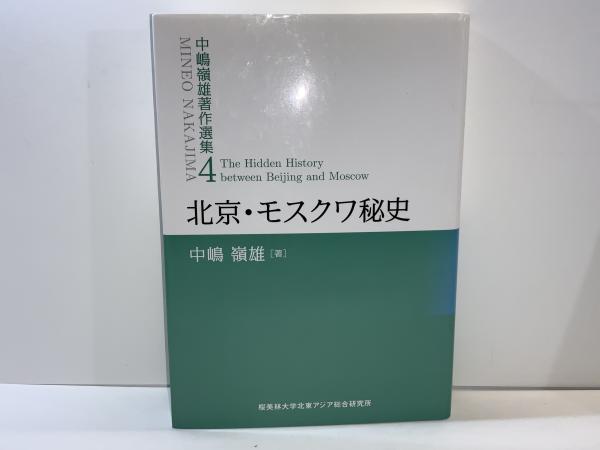 中嶋嶺雄著作選集 4
MINEO NAKAJIMA
The Hidden History
between Beijing and Moscow
北京・モスクワ秘史
中嶋 嶺雄 [著]
桜美林大学北東アジア総合研究所